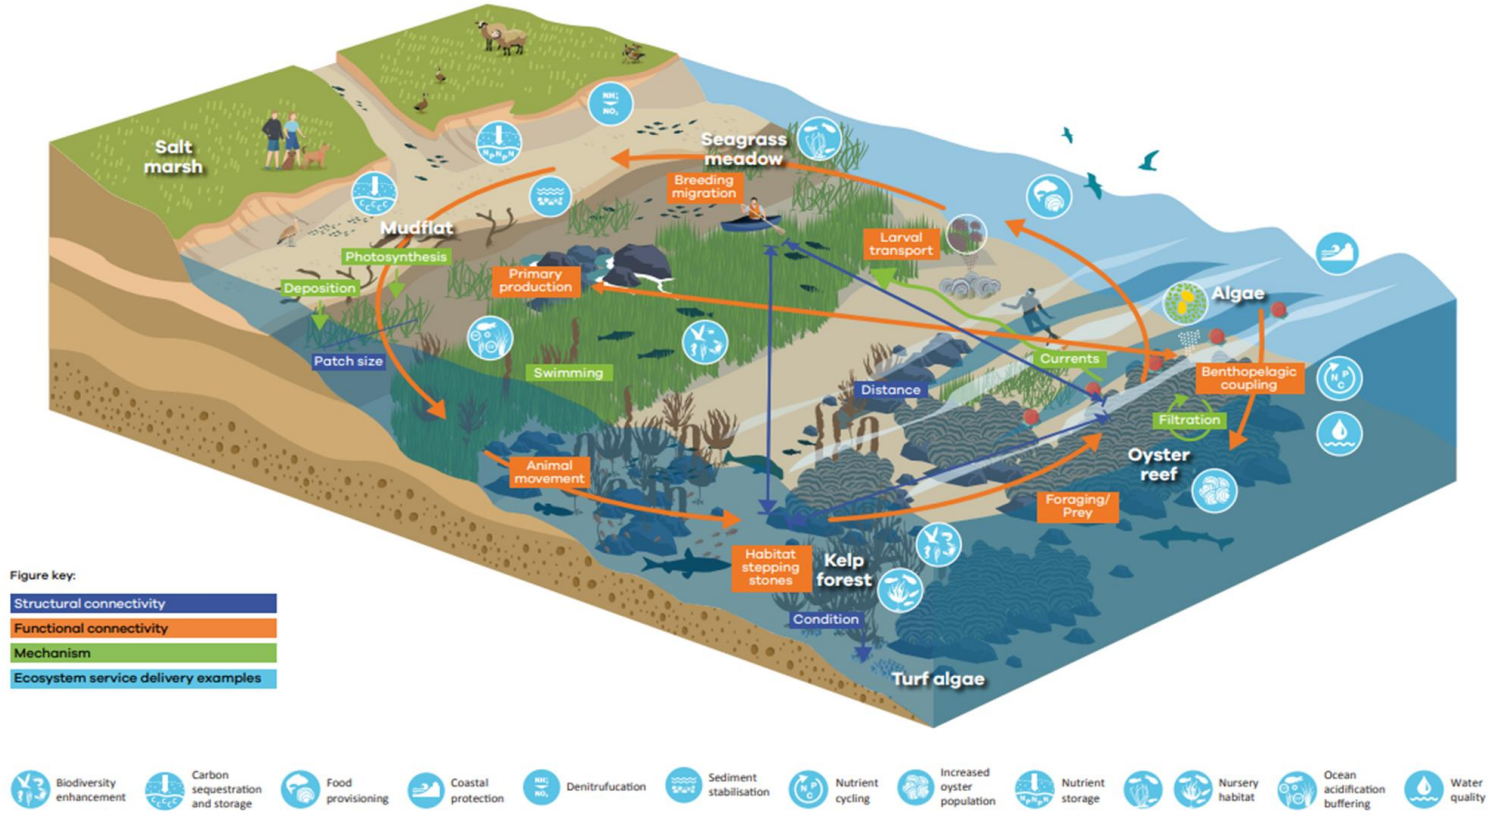 Salt
marsh
Seagrass
meadow
Breeding
migration
Mudflat
Photosynthesis
Deposition
Patch size
Primary
production
Larval
transport
Algae
Currents
Benthopelagic
coupling
Swimming
Distance
Filtration
Oyster
reef
Animal
movement
Foraging/
Prey
Habitat
stepping
stones
Kelp
forest
Condition
Turf algae
NH₄⁺
NO₃
N P N P N
C C C C
N P
C
Figure key:
Structural connectivity
Functional connectivity
Mechanism
Ecosystem service delivery examples
Biodiversity
enhancement
C C C C
Carbon
sequestration
and storage
Food
provisioning
Coastal
protection
Denitrufucation
Sediment
stabilisation
N P
C
Nutrient
cycling
Increased
oyster
population
Nutrient
storage
Nursery
habitat
Ocean
acidification
buffering
Water
quality